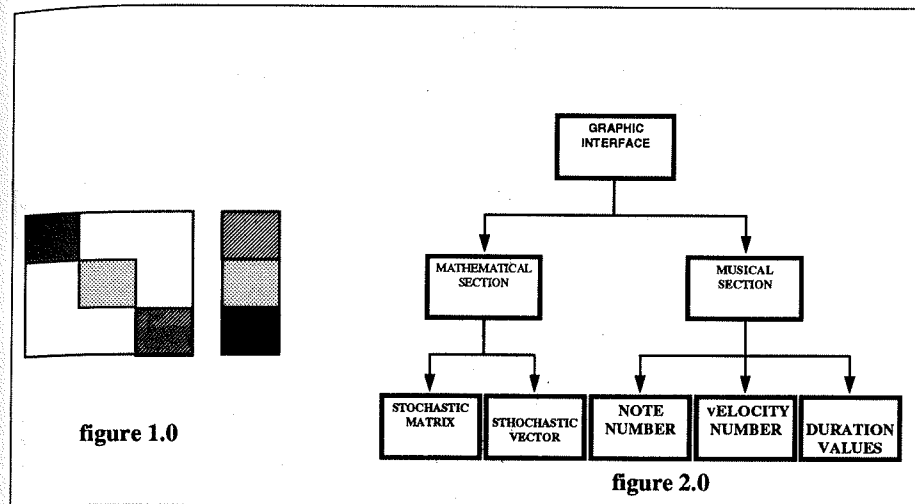 GRAPHIC
INTERFACE
MATHEMATICAL
SECTION
MUSICAL
SECTION
STOCHASTIC
MATRIX
STHOCHASTIC
VECTOR
NOTE
NUMBER
vELOCITY
NUMBER
DURATION
VALUES
figure 1.0
figure 2.0